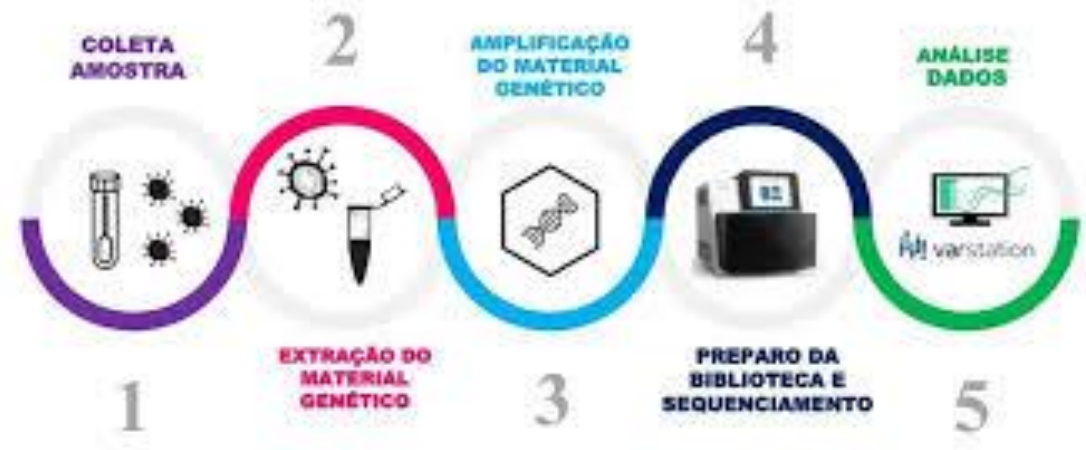 COLETA
AMOSTRA
1
2
EXTRAÇÃO DO
MATERIAL
GENÉTICO
AMPLIFICAÇÃO
DO MATERIAL
GENÉTICO
3
4
PREPARO DA
BIBLIOTECA E
SEQUENCIAMENTO
ANÁLISE
DADOS
varstation
5